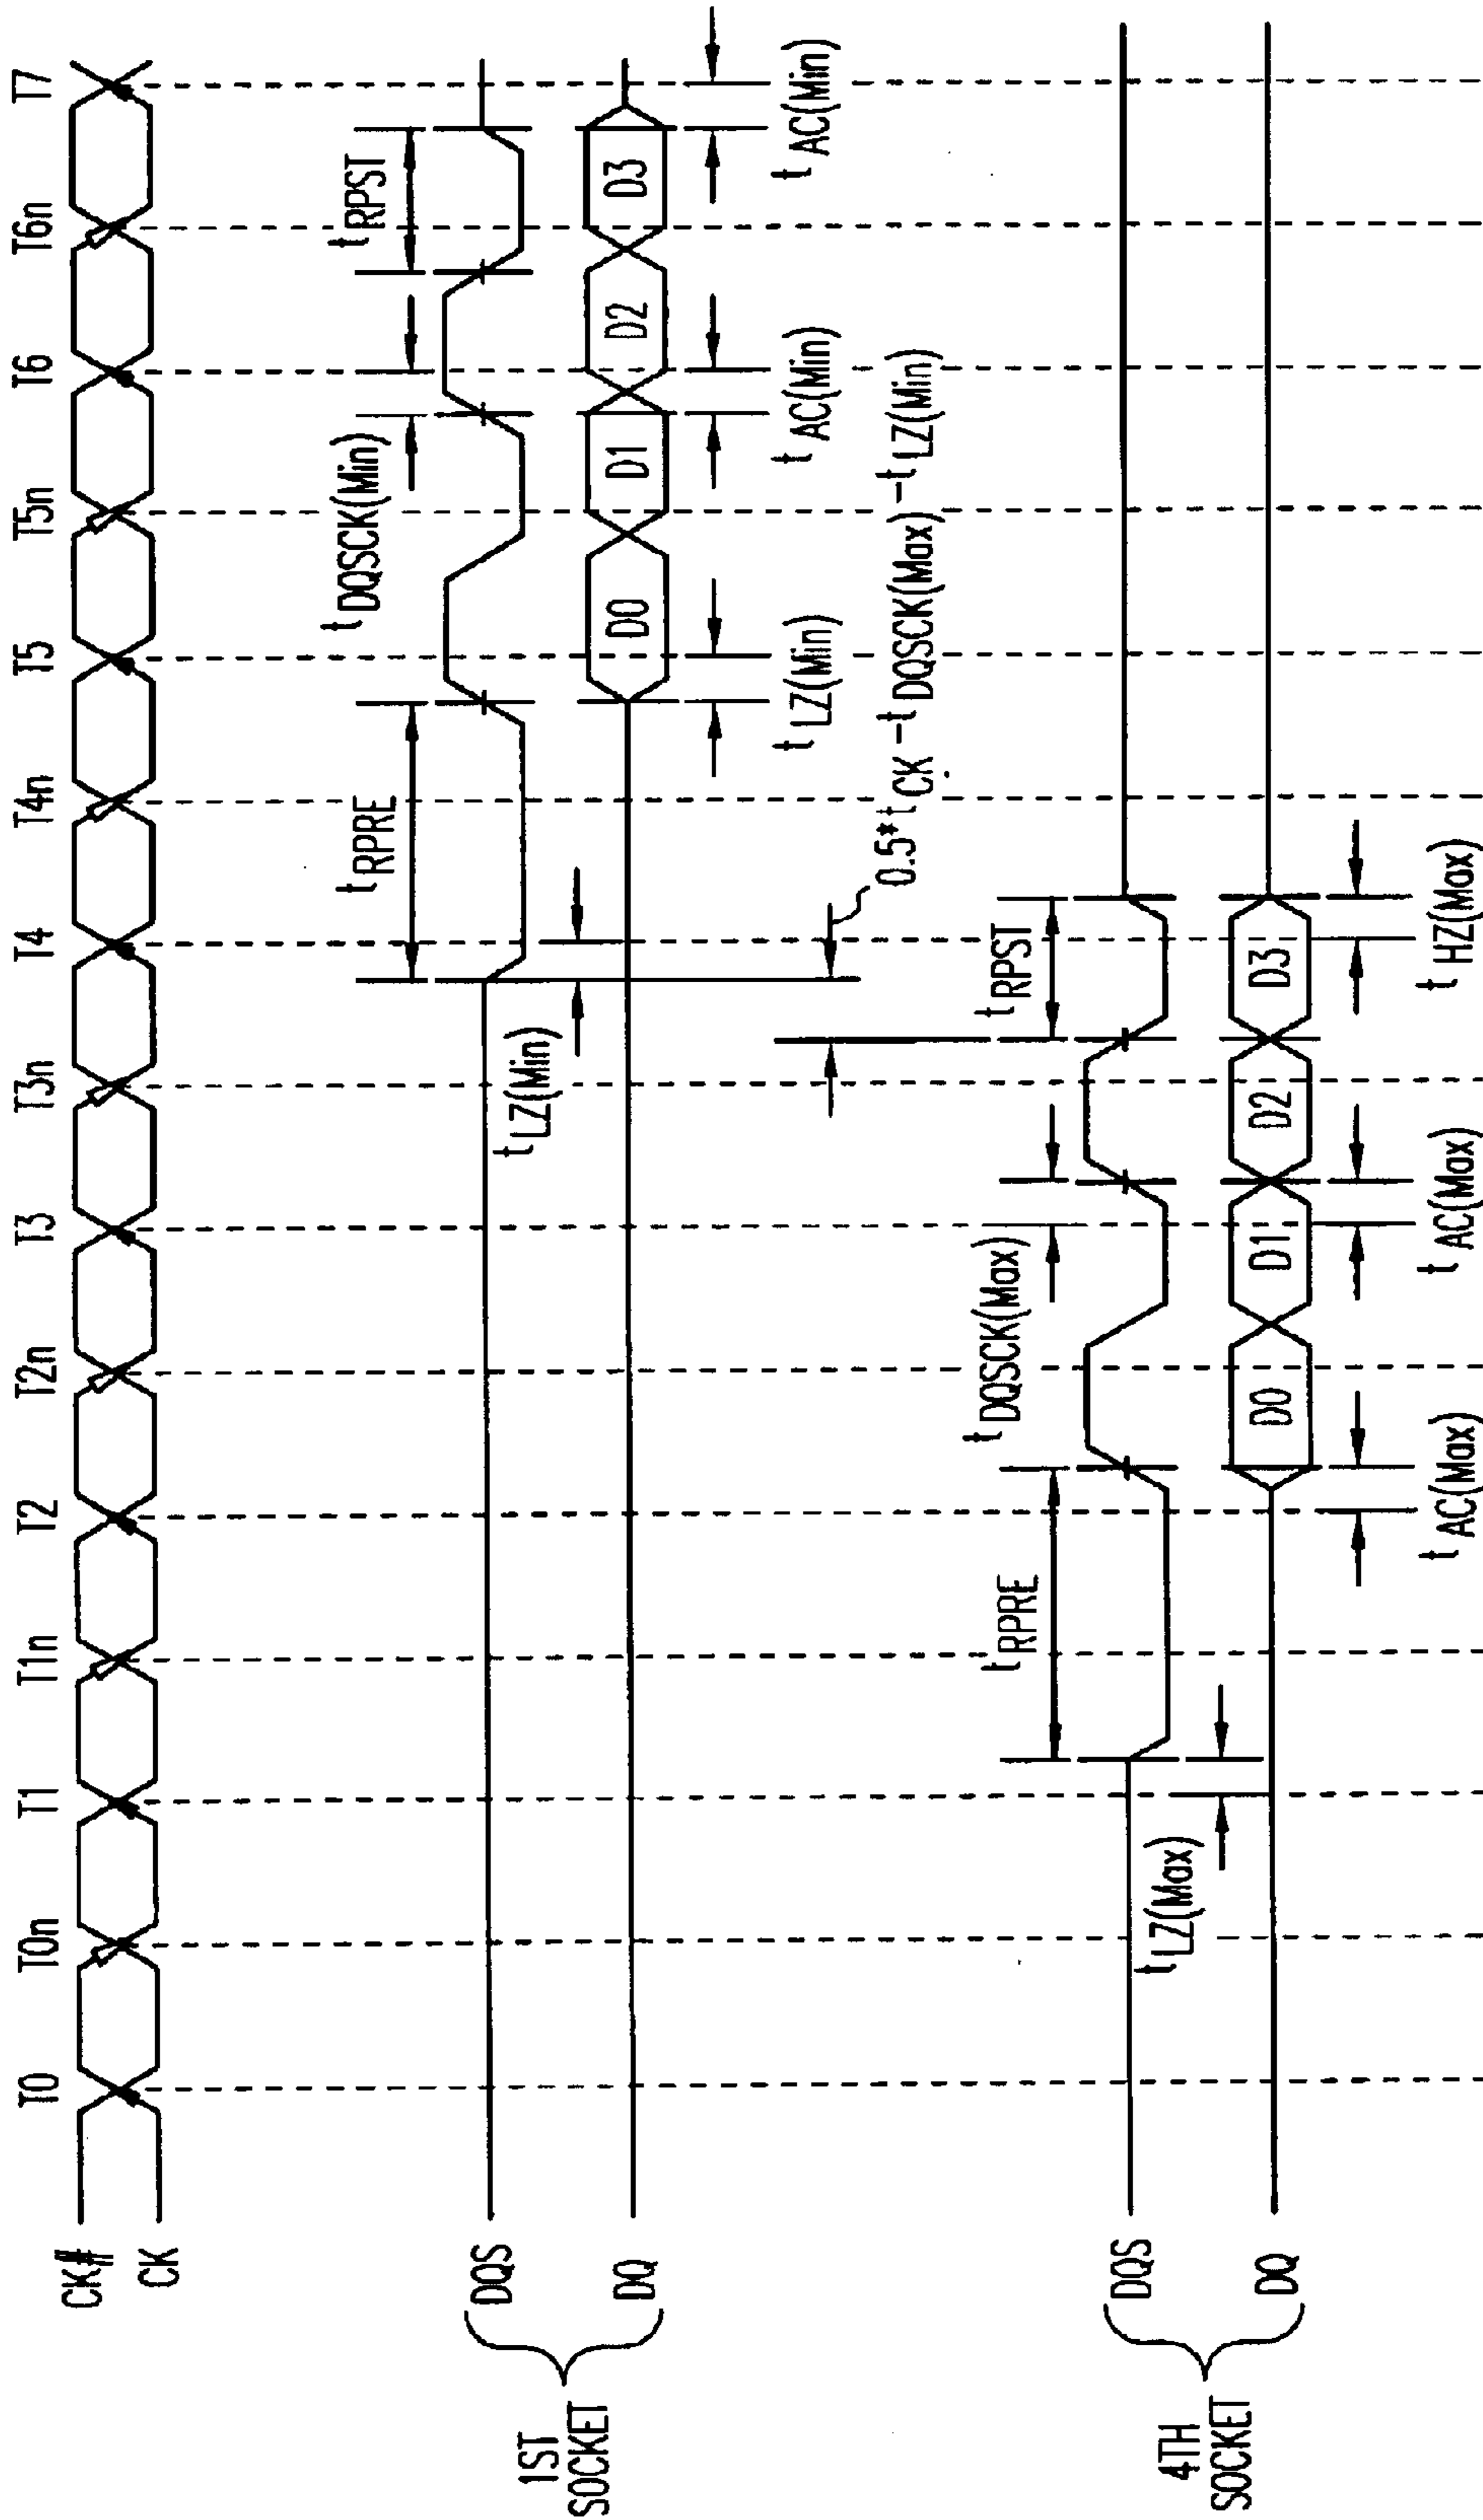 T0 T0n T1 T1n T2 T2n T3 T3n T4 T4n T5 T5n T6 T6n T7
CK#
CK
tRPRE tDQSCK(Min) tRPST
1ST SOCKET
DQS
DQ
D0 D1 D2 D3
tLZ(Min)
tLZ(Min) tAC(Min) tAC(Min)
0.5*tCK-tDQSCK(Max)-tLZ(Min)
tRPRE tDQSCK(Max) tRPST
4TH SOCKET
DQS
DQ
tLZ(Max)
D0 D1 D2 D3
tAC(Max) tAC(Max) tHZ(Max)